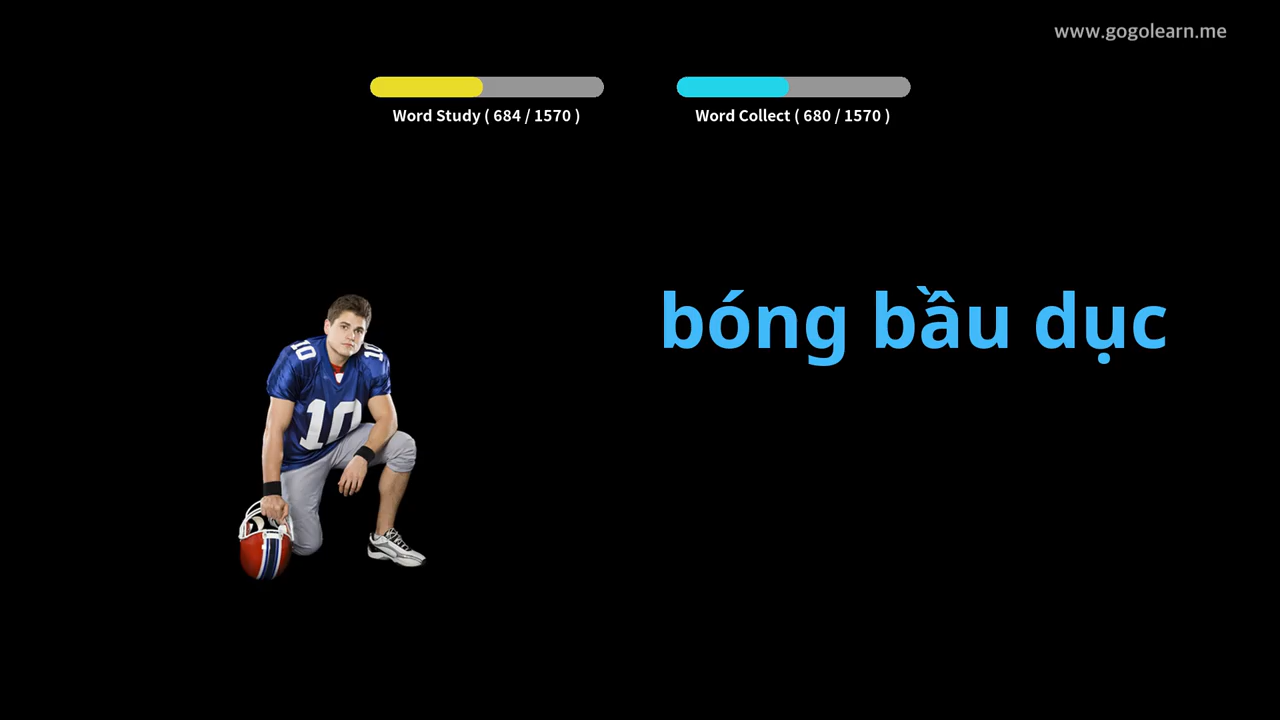 www.gogolearn.me
Word Study ( 684 / 1570 )
Word Collect ( 680 / 1570 )
bóng bầu dục
10
10
10